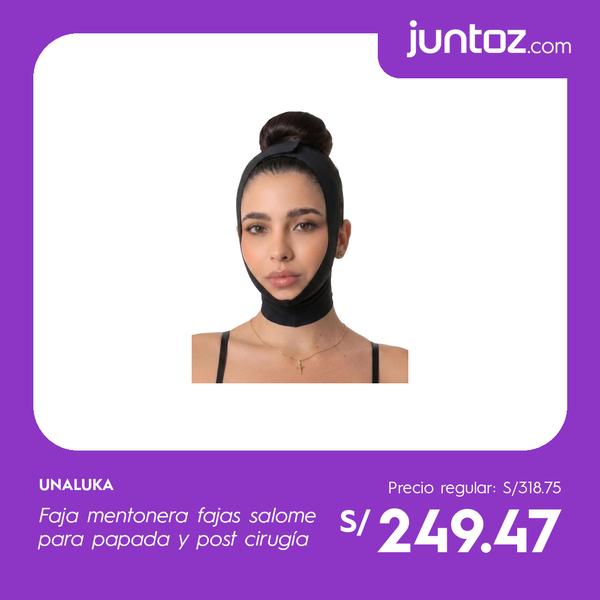 juntoz.com
UNALUKA
Faja mentonera fajas salome
para papada y post cirugía
Precio regular: S/318.75
S/249.47